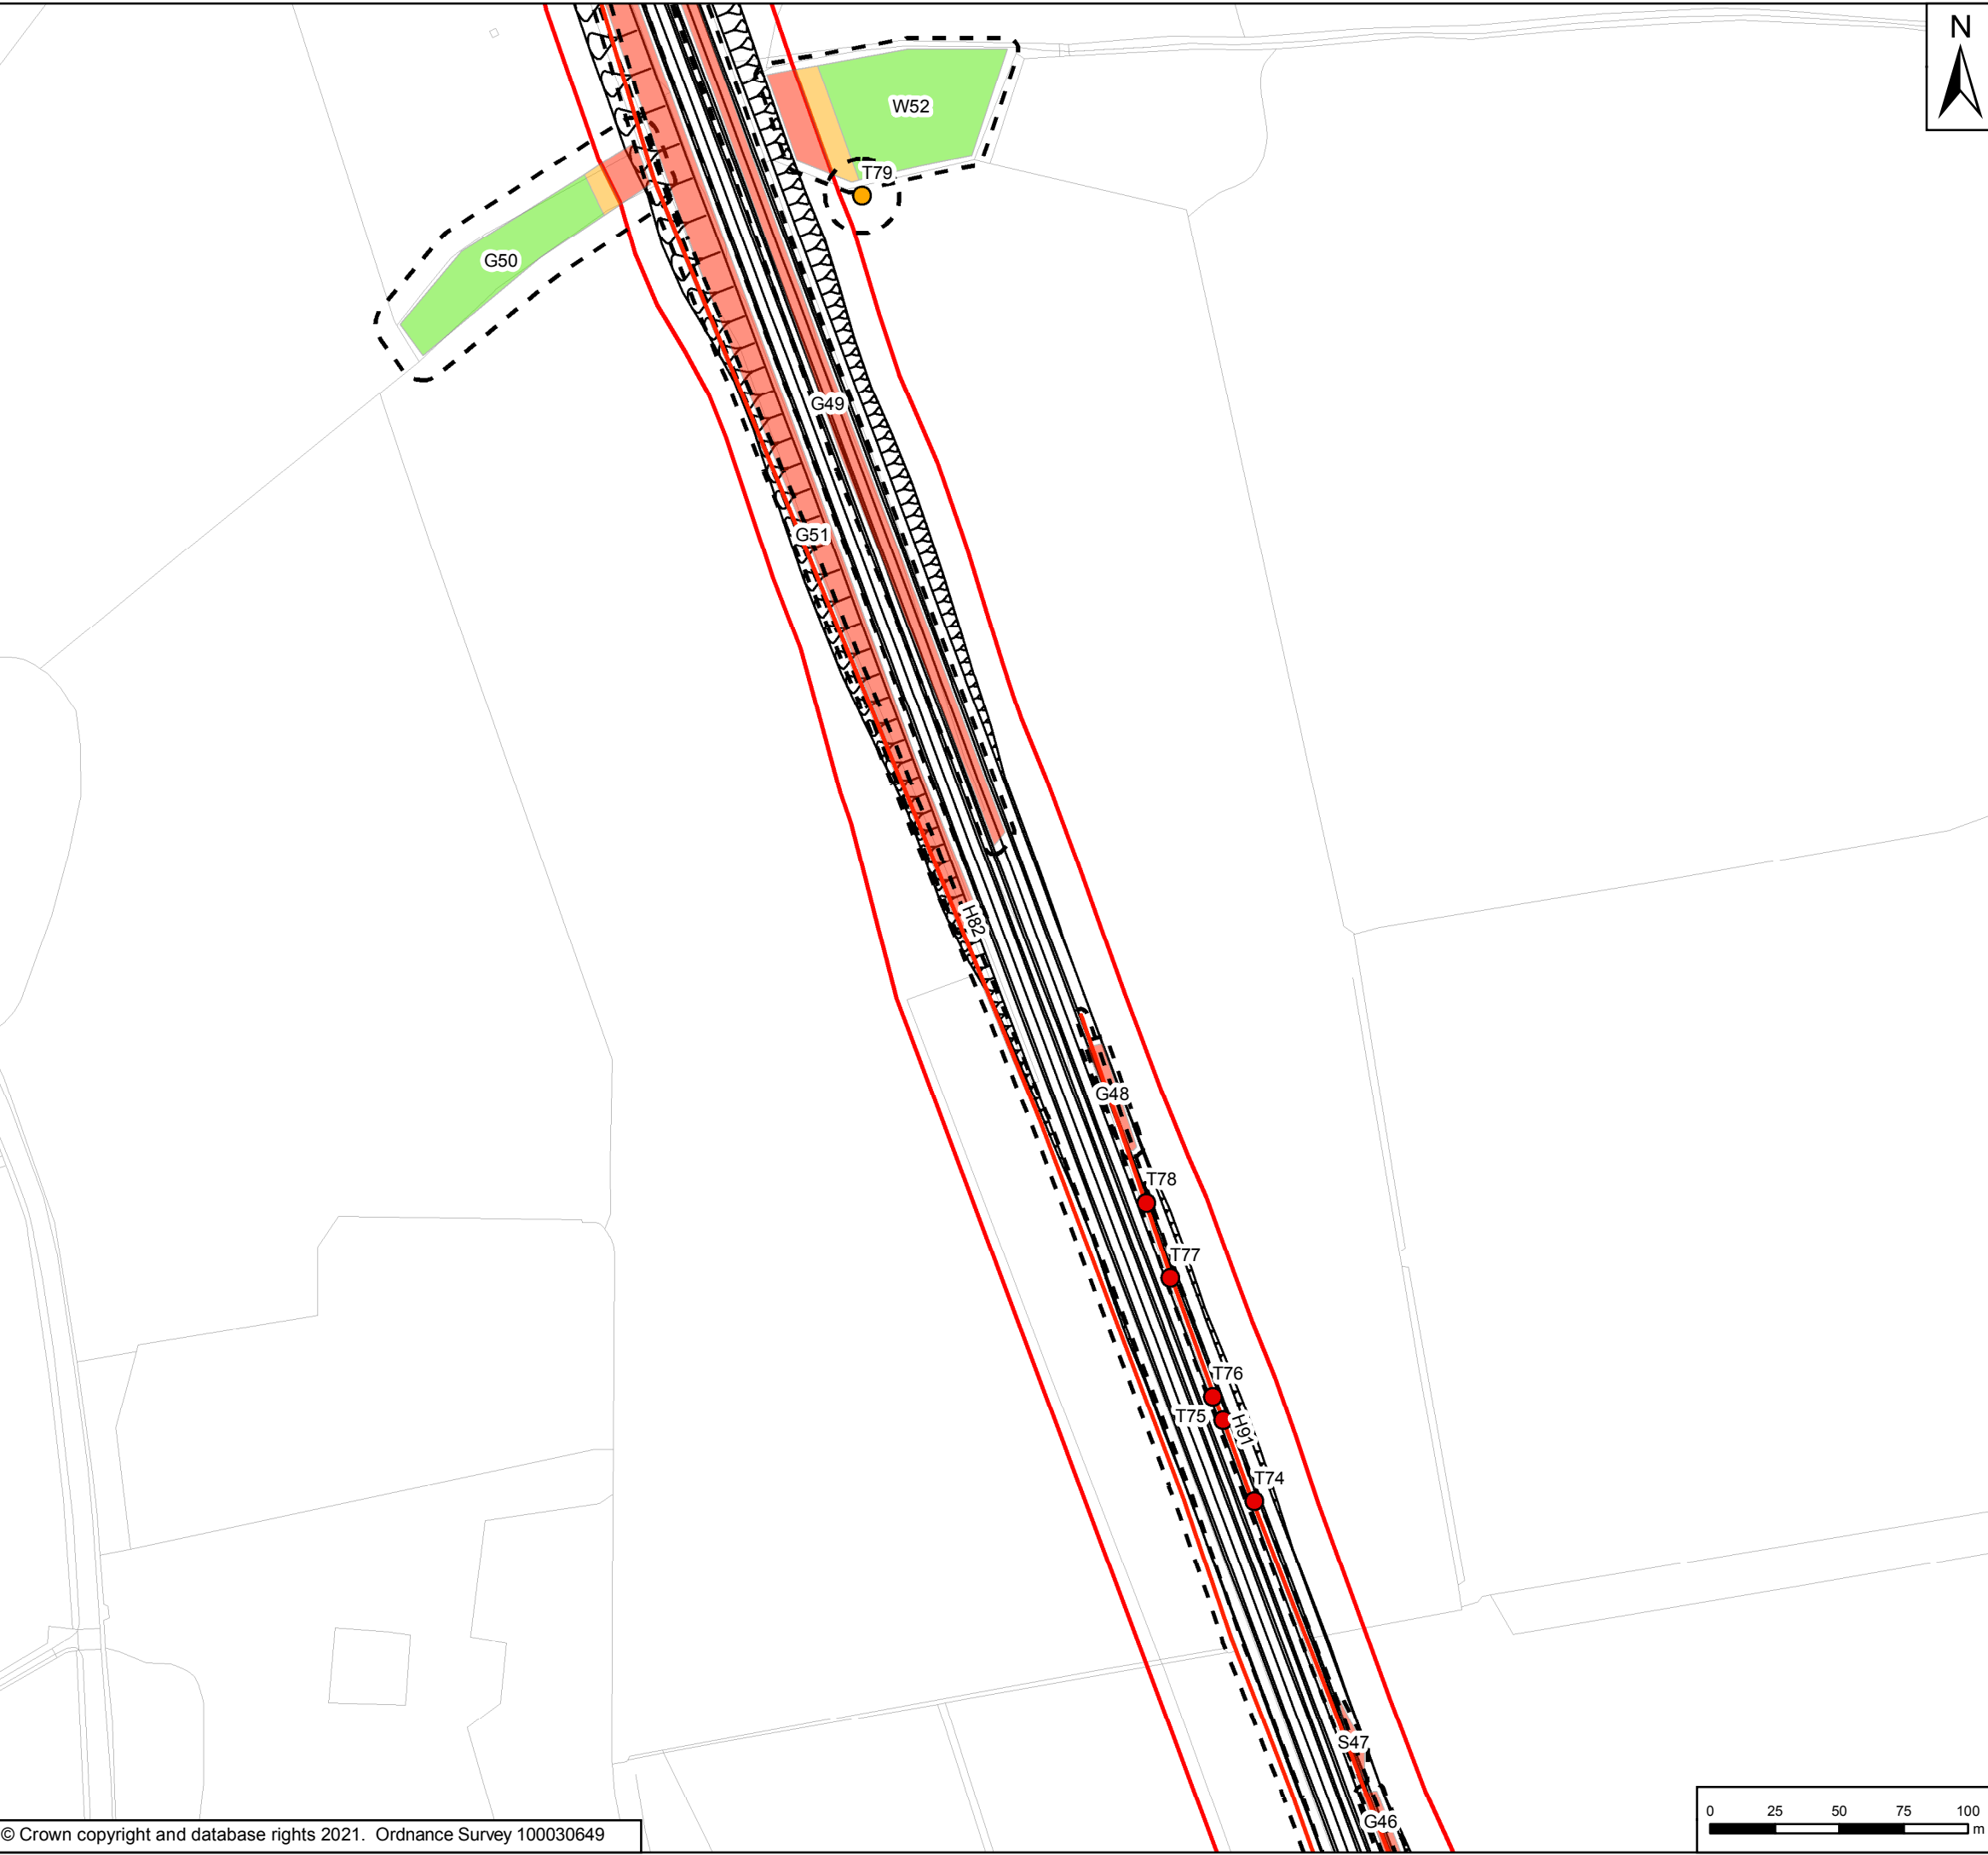 N
W52
T79
G50
G49
G51
H82
G48
T78
T77
T76
T75
H91
T74
S47
G46
0 25 50 75 100
m
© Crown copyright and database rights 2021. Ordnance Survey 100030649